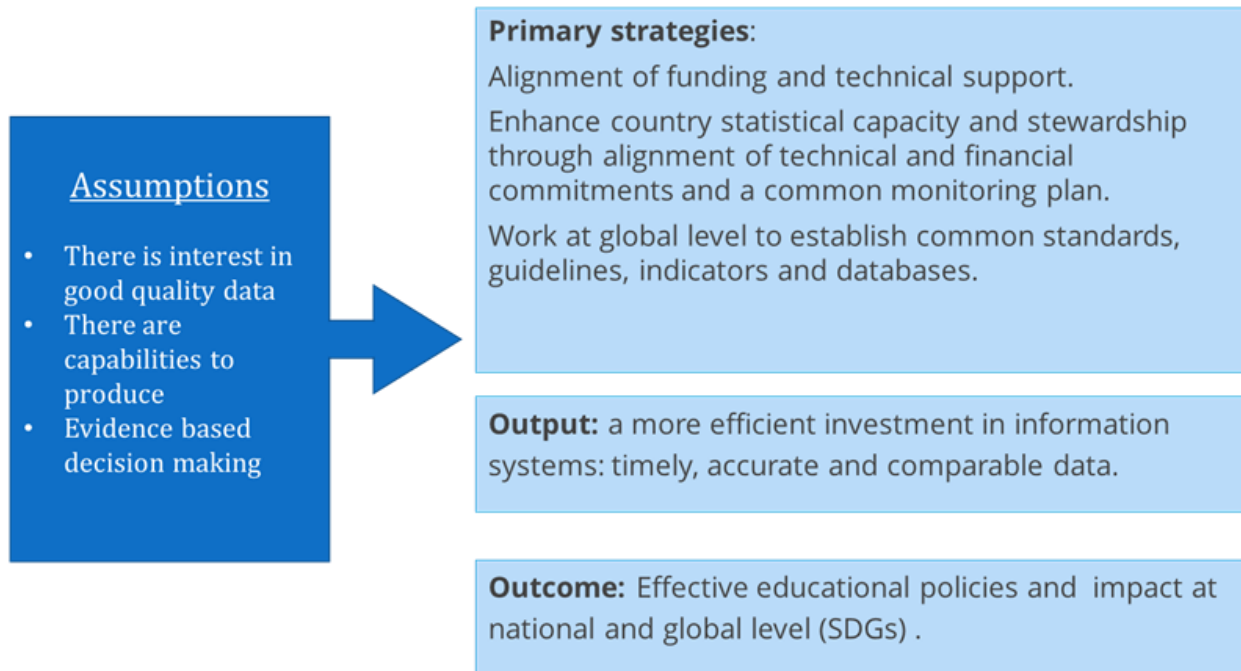 Assumptions
• There is interest in
good quality data
• There are
capabilities to
produce
• Evidence based
decision making
Primary strategies:
Alignment of funding and technical support.
Enhance country statistical capacity and stewardship
through alignment of technical and financial
commitments and a common monitoring plan.
Work at global level to establish common standards,
guidelines, indicators and databases.
Output: a more efficient investment in information
systems: timely, accurate and comparable data.
Outcome: Effective educational policies and  impact at
national and global level (SDGs) .